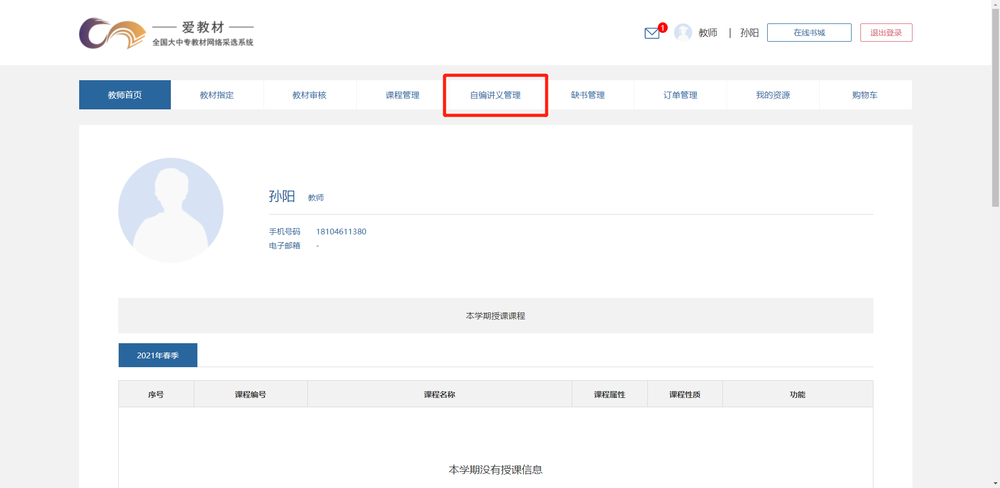 爱教材
全国大中专教材网络采选系统
1
教师 | 孙阳 在线书城 退出登录
教师首页 教材指定 教材审核 课程管理 自编讲义管理 缺书管理 订单管理 我的资源 购物车
孙阳 教师
手机号码 18104611380
电子邮箱 -
本学期授课课程
2021年春季
序号 课程编号 课程名称 课程属性 课程性质 功能
本学期没有授课信息